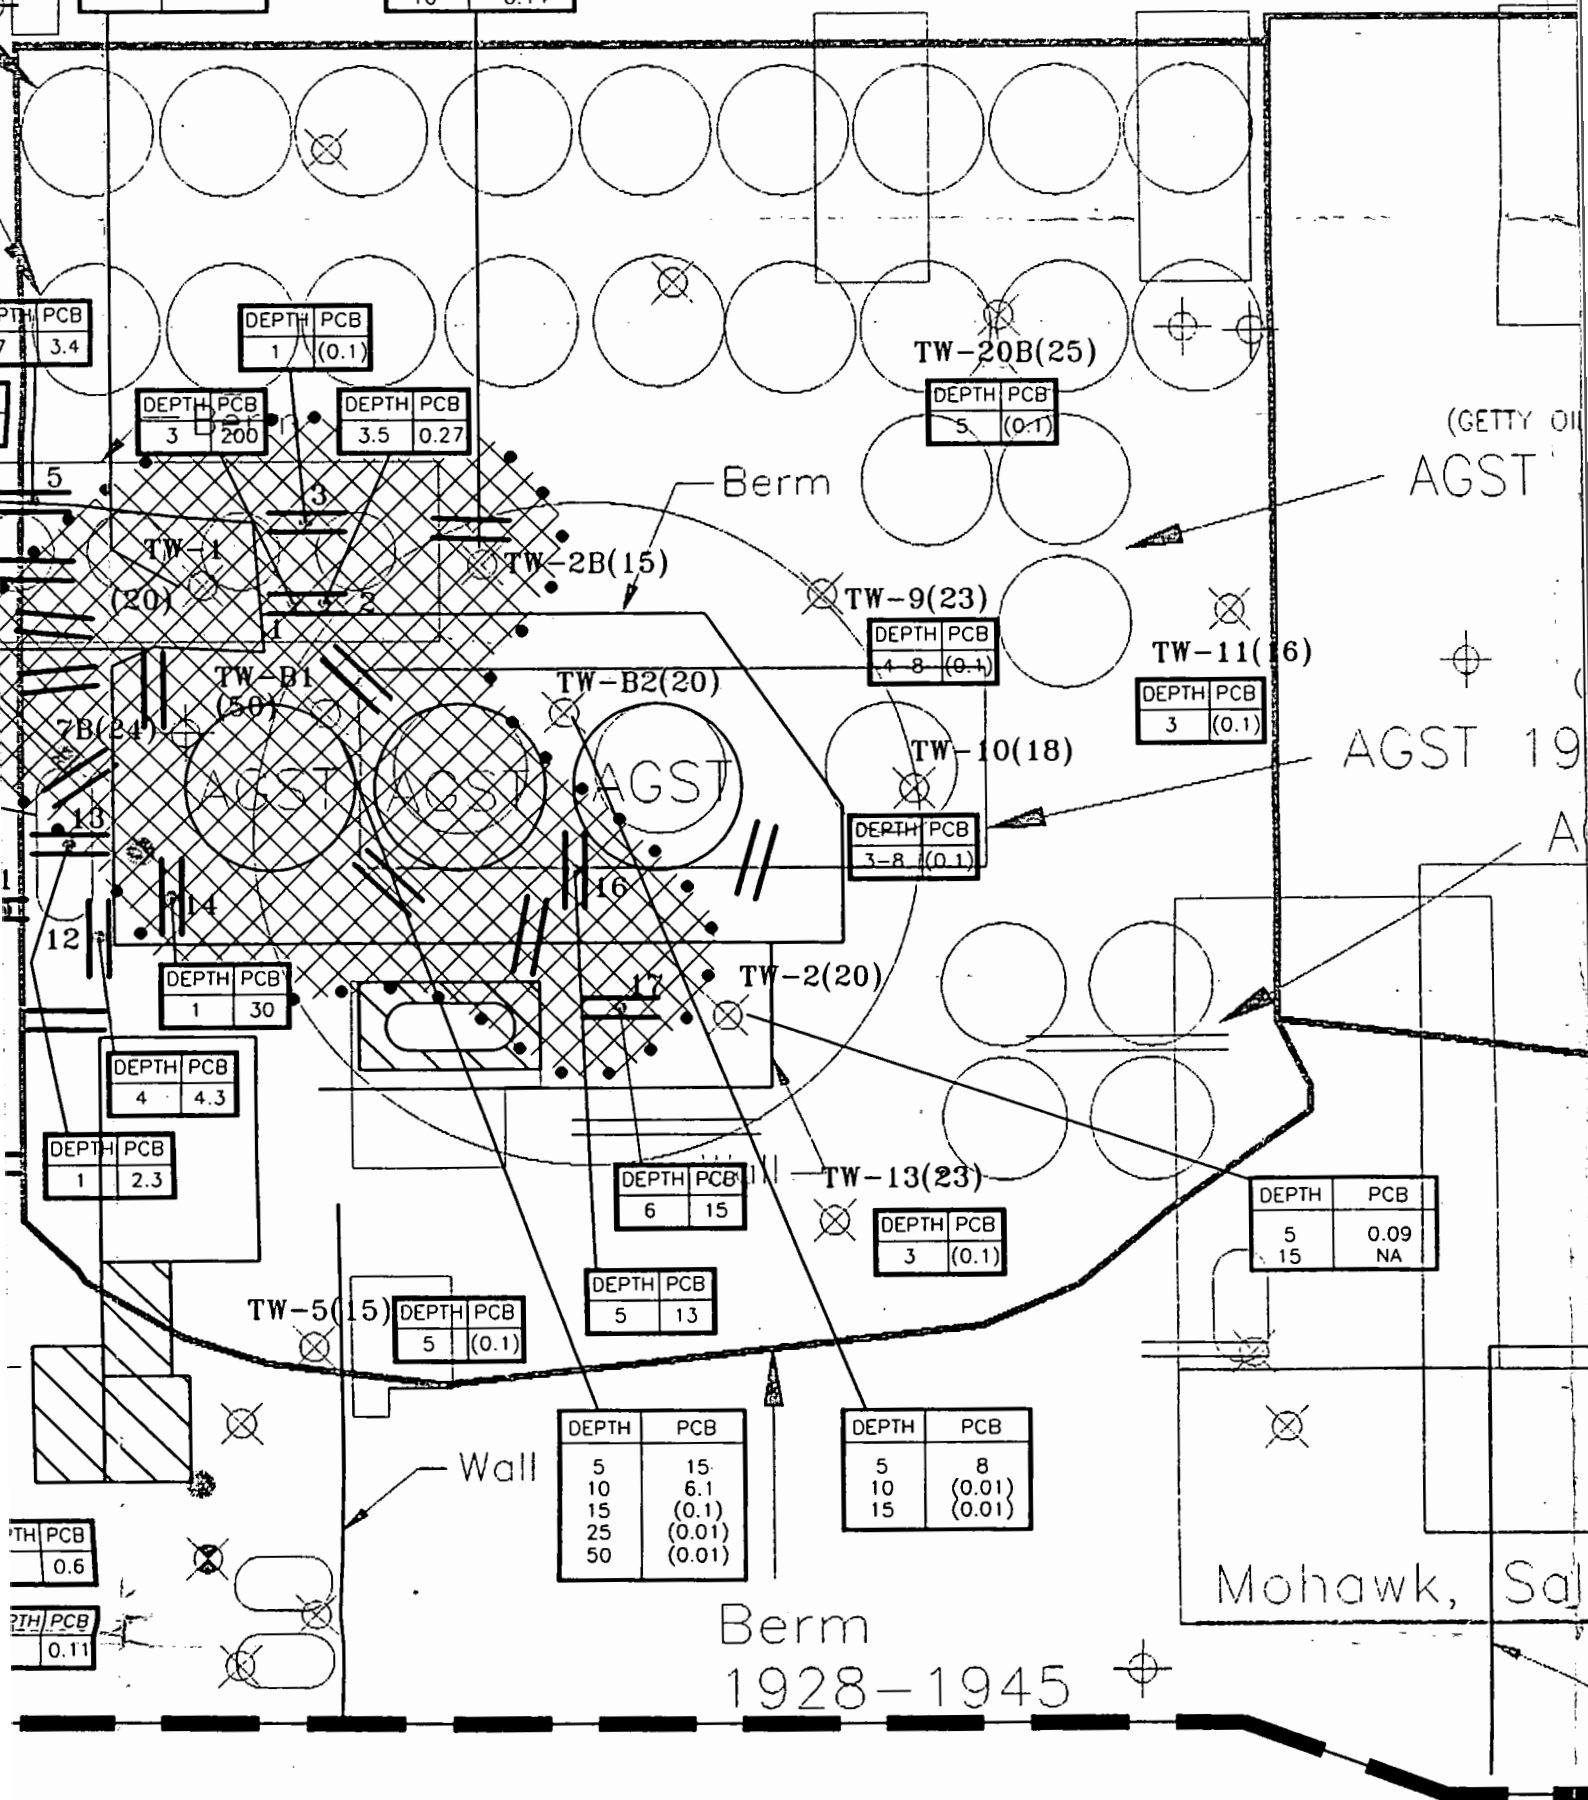 DEPTH PCB
1 (0.1)
PCB
3.4
DEPTH PCB
3 200
DEPTH PCB
3.5 0.27
TW-20B(25)
DEPTH PCB
5 (0.1)
(GETTY OIL
AGST
Berm
5
3
TW-1
(20)
TW-2B(15)
2
1
TW-9(23)
DEPTH PCB
4-8 (0.1)
TW-11(16)
DEPTH PCB
3 (0.1)
TW-B1
(50)
TW-B2(20)
7B(24)
TW-10(18)
AGST 19
AGST
AGST
AGST
13
DEPTH PCB
3-8 (0.1)
16
14
12
17
TW-2(20)
DEPTH PCB
1 30
DEPTH PCB
4 4.3
DEPTH PCB
1 2.3
DEPTH PCB
6 15
Wall
TW-13(23)
DEPTH PCB
3 (0.1)
DEPTH PCB
5 0.09
15 NA
DEPTH PCB
5 13
TW-5(15)
DEPTH PCB
5 (0.1)
DEPTH PCB
5 15
10 6.1
15 (0.1)
25 (0.01)
50 (0.01)
DEPTH PCB
5 8
10 (0.01)
15 (0.01)
Wall
PCB
0.6
PCB
0.11
Mohawk,
Berm
1928-1945